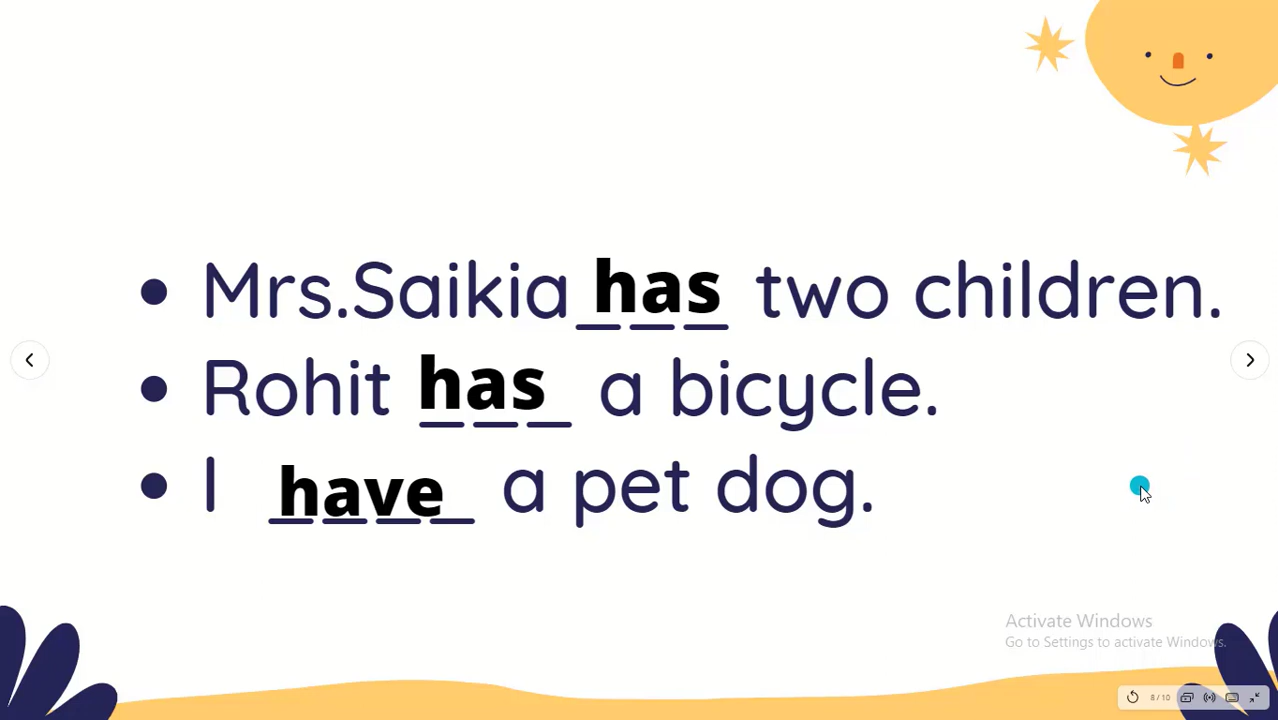 • Mrs.Saikia has two children.
• Rohit has a bicycle.
• I have a pet dog.
Activate Windows
Go to Settings to activate Windows.
8 / 10